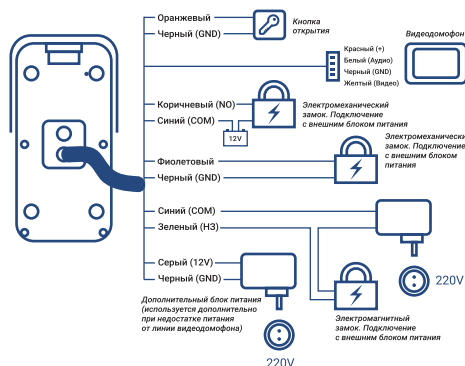 Оранжевый
Черный (GND)
Кнопка
открытия
Красный (+)
Белый (Аудио)
Черный (GND)
Желтый (Видео)
Видеодомофон
Коричневый (NO)
Синий (COM)
12V
Электромеханический
замок. Подключение
с внешним блоком питания
Электромеханический
замок. Подключение
с внешним блоком
питания
Фиолетовый
Черный (GND)
Синий (COM)
Зеленый (НЗ)
220V
Серый (12V)
Черный (GND)
Дополнительный блок питания
(используется дополнительно
при недостатке питания
от линии видеодомофона)
220V
Электромагнитный
замок. Подключение
с внешним блоком питания